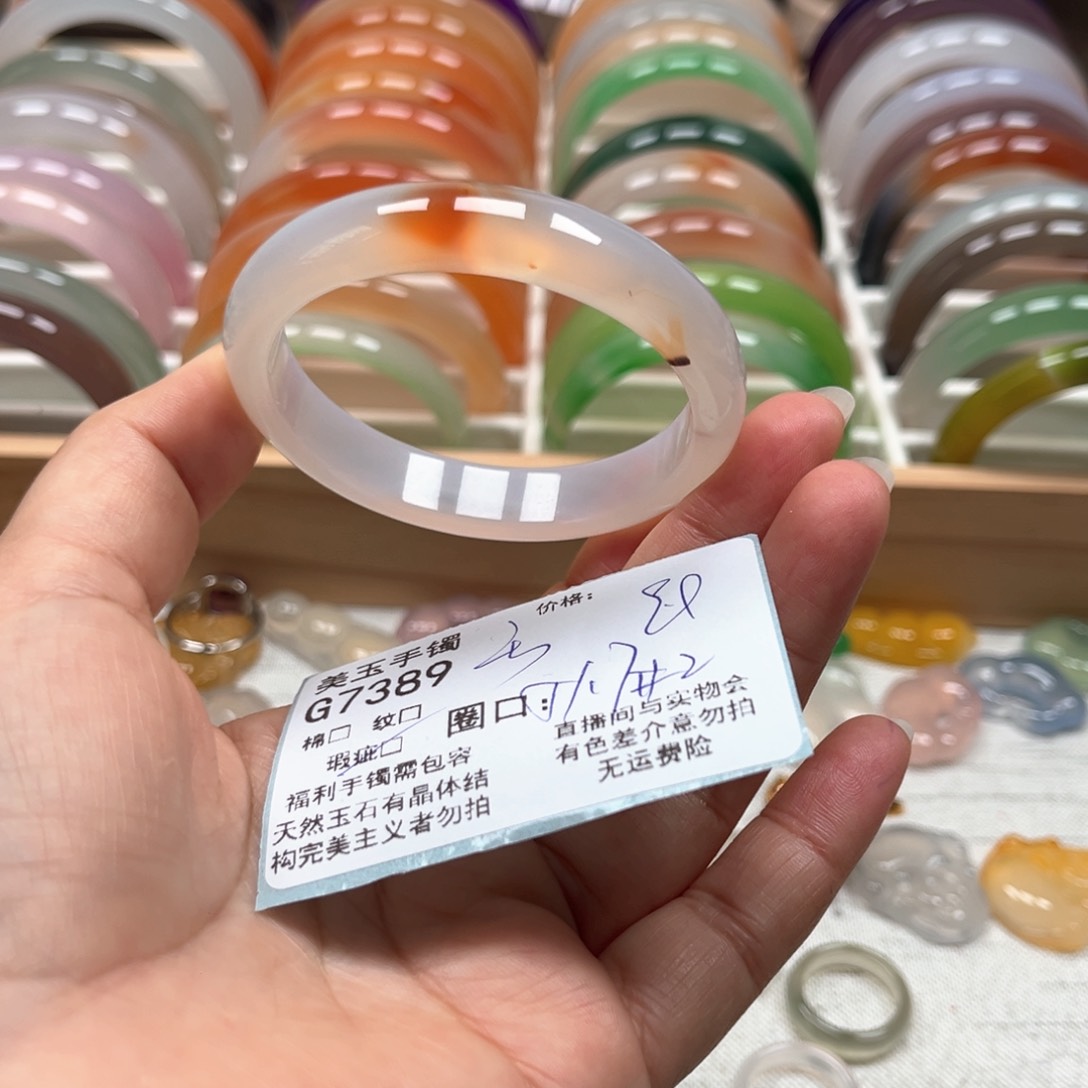 价格：
美玉手镯
G7389
棉□ 纹□ 圈口：
瑕疵□
福利手镯需包容
天然玉石有晶体结
构完美主义者勿拍
直播间与实物会
有色差介意勿拍
无运费险